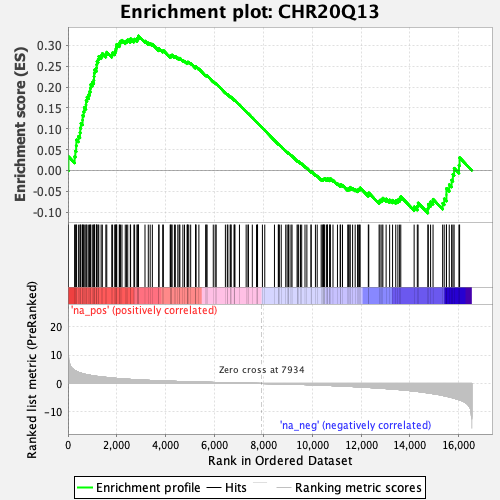 Enrichment plot: CHR20Q13
Enrichment score (ES)
0.30
0.25
0.20
0.15
0.10
0.05
0.00
-0.05
-0.10
'na_pos' (positively correlated)
Ranked list metric (PreRanked)
20
10
0
-10
Zero cross at 7934
'na_neg' (negatively correlated)
0
2,000
4,000
6,000
8,000
10,000
12,000
14,000
16,000
Rank in Ordered Dataset
Enrichment profile
Hits
Ranking metric scores